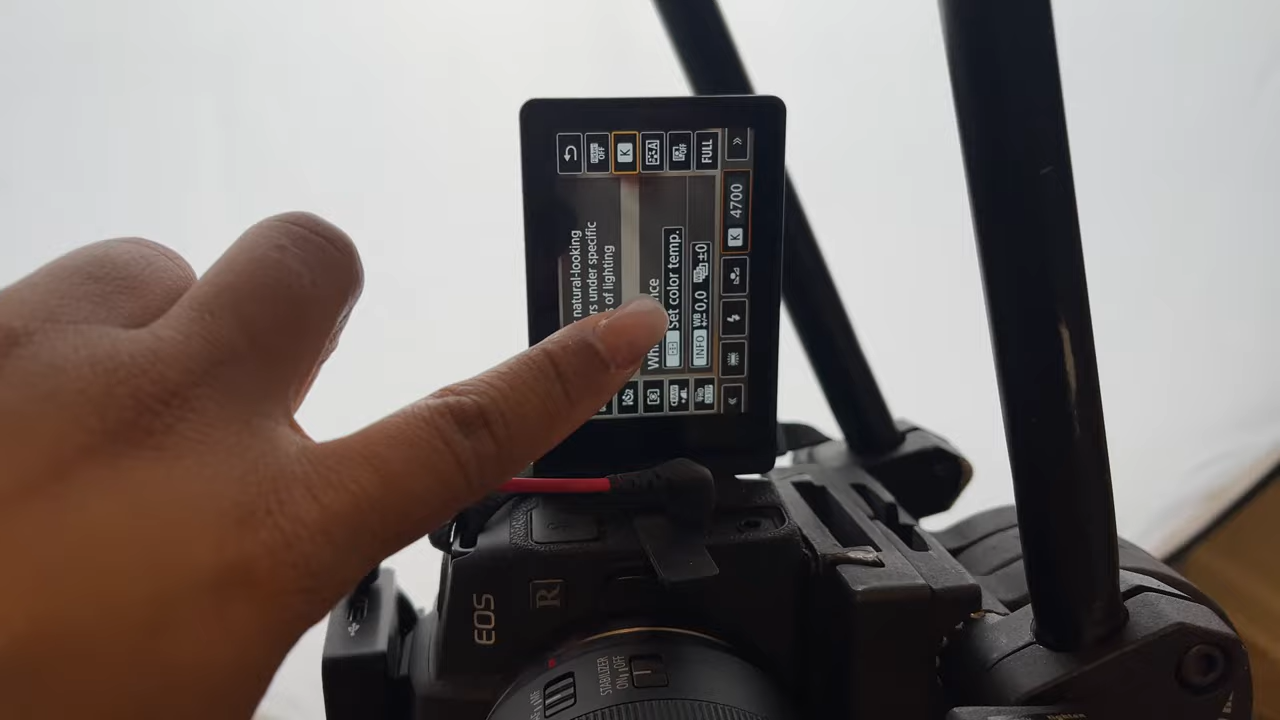 natural-looking
rs under specific
s of lighting
Set color temp.
INFO WB +/- 0,0 ±0
K 4700
OFF
K
A
OFF
FULL
EOS
R
STABILIZER
ON OFF